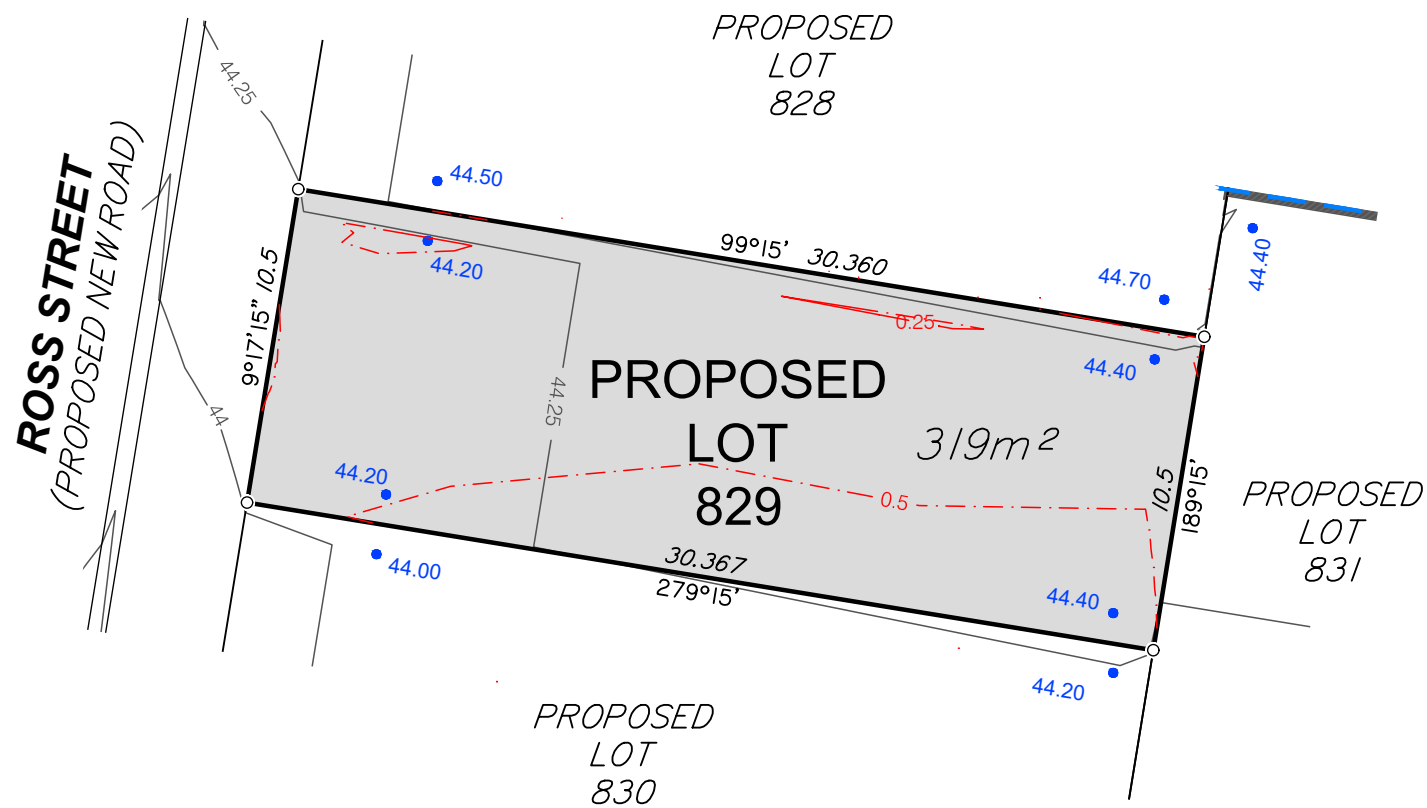 PROPOSED
LOT
828
44.25
ROSS STREET
(PROPOSED NEW ROAD)
44.50
44.20
99°15' 30.360
44.70
44.40
44.40
0.25
9°17'15" 10.5
44.25
PROPOSED
LOT
829
319m²
44
44.20
0.5
10.5
189°15'
PROPOSED
LOT
831
44.00
30.367
279°15'
44.40
44.20
PROPOSED
LOT
830